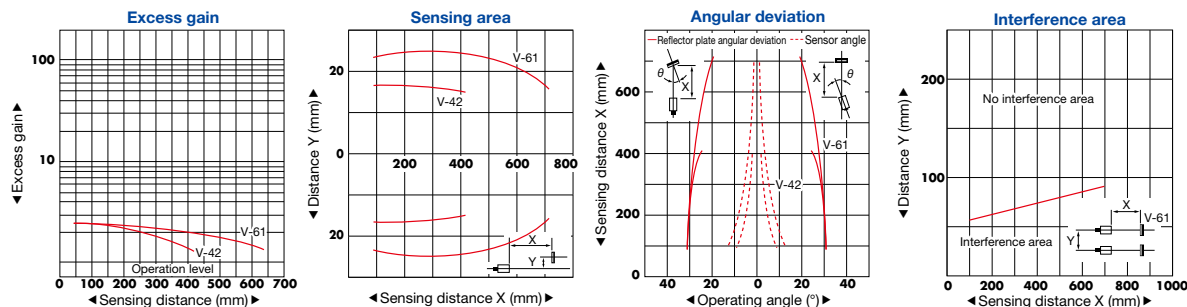 Excess gain
100
10
◄Excess gain►
V-61
V-42
Operation level
0 100 200 300 400 500 600 700
◄Sensing distance (mm)►
Sensing area
20
0
20
200 400 600 800
V-61
V-42
X
Y
◄Distance Y (mm)►
◄Sensing distance X (mm)►
Angular deviation
Reflector plate angular deviation
Sensor angle
θ
X
X
θ
600
400
200
100
0
V-61
V-42
40 20 0 20 40
◄Sensing distance X (mm)►
◄Operating angle (°)►
Interference area
200
100
0
No interference area
Interference area
X
V-61
Y
200 400 600 800 1000
◄Distance Y (mm)►
◄Sensing distance X (mm)►